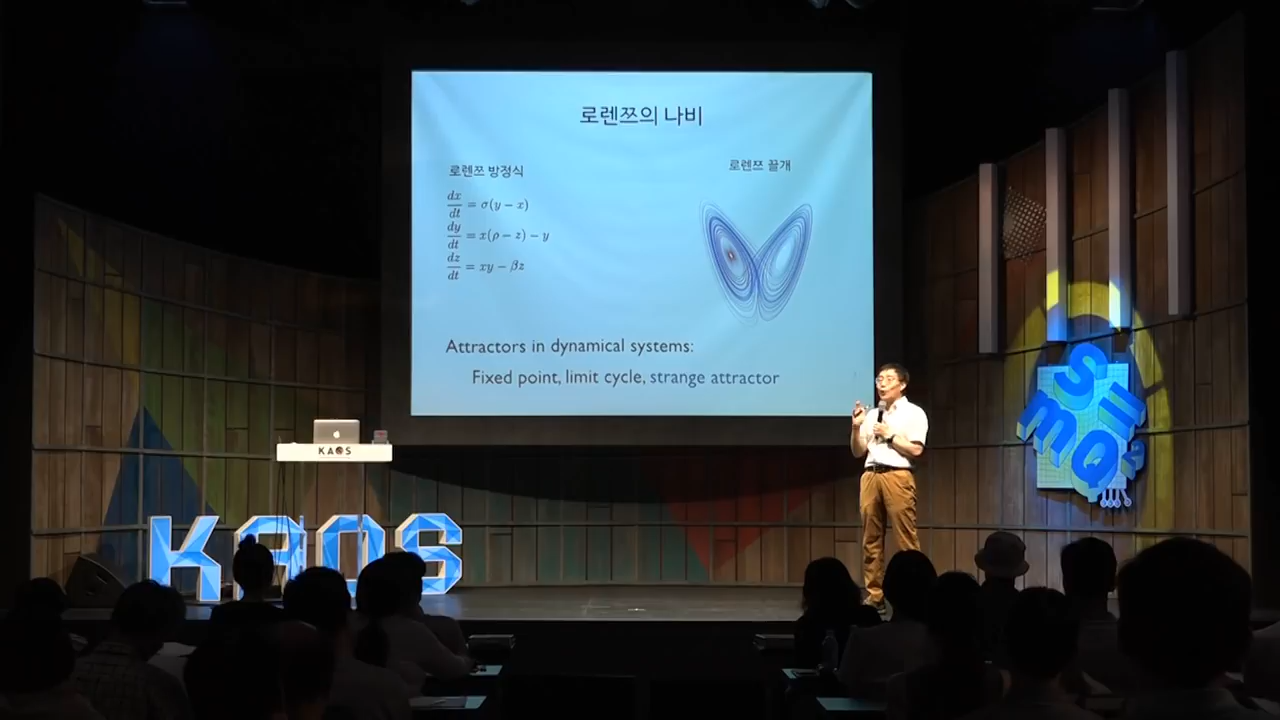 로렌쯔의 나비
로렌쯔 방정식
로렌쯔 끌개
dx/dt = σ(y − x)
dy/dt = x(ρ − z) − y
dz/dt = xy − βz
Attractors in dynamical systems:
Fixed point, limit cycle, strange attractor
KAOS
KAOS